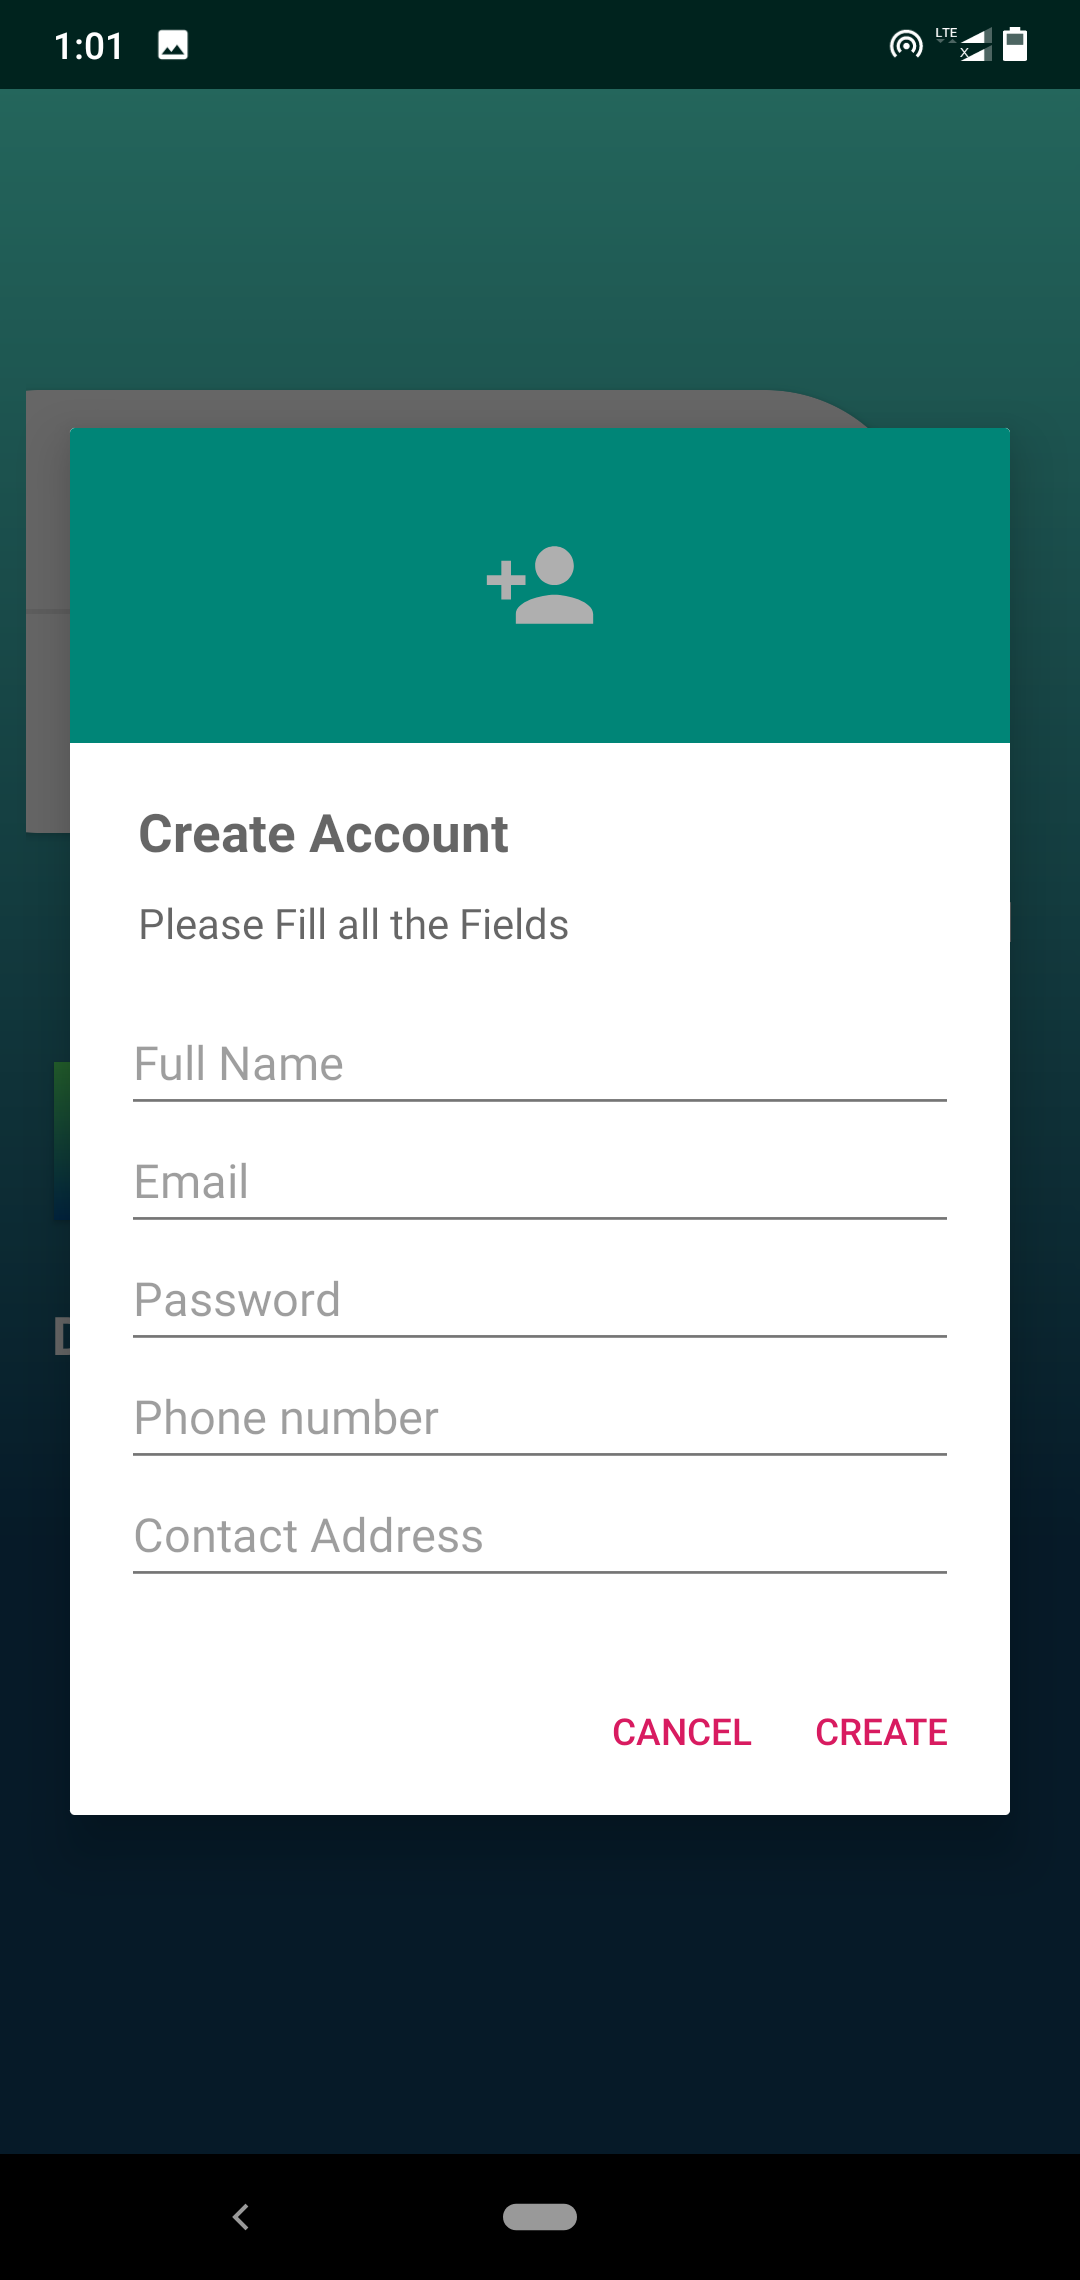 1:01
LTE
Create Account
Please Fill all the Fields
Full Name
Email
Password
Phone number
Contact Address
CANCEL CREATE